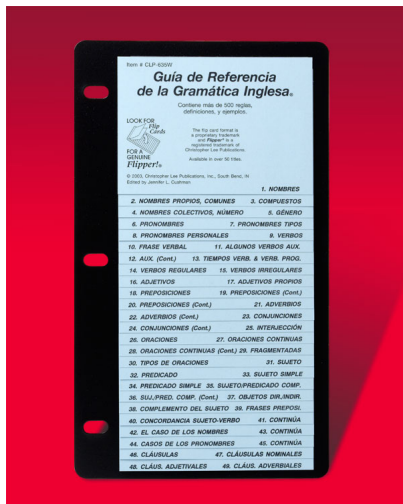 Item # CLP-635W
Guía de Referencia
de la Gramática Inglesa®
Contiene más de 500 reglas,
definiciones, y ejemplos.
LOOK FOR
Flip
Cards
FOR A
GENUINE
Flipper!®
The flip card format is
a proprietary trademark
and Flipper® is a
registered trademark of
Christopher Lee Publications.
Available in over 50 titles.
© 2003, Christopher Lee Publications, Inc., South Bend, IN
Edited by Jennifer L. Cushman
1. NOMBRES
2. NOMBRES PROPIOS, COMUNES 3. COMPUESTOS
4. NOMBRES COLECTIVOS, NÚMERO 5. GÉNERO
6. PRONOMBRES 7. PRONOMBRES TIPOS
8. PRONOMBRES PERSONALES 9. VERBOS
10. FRASE VERBAL 11. ALGUNOS VERBOS AUX.
12. AUX. (Cont.) 13. TIEMPOS VERB. & VERB. PROG.
14. VERBOS REGULARES 15. VERBOS IRREGULARES
16. ADJETIVOS 17. ADJETIVOS PROPIOS
18. PREPOSICIONES 19. PREPOSICIONES (Cont.)
20. PREPOSICIONES (Cont.) 21. ADVERBIOS
22. ADVERBIOS (Cont.) 23. CONJUNCIONES
24. CONJUNCIONES (Cont.) 25. INTERJECCIÓN
26. ORACIONES 27. ORACIONES CONTINUAS
28. ORACIONES CONTINUAS (Cont.) 29. FRAGMENTADAS
30. TIPOS DE ORACIONES 31. SUJETO
32. PREDICADO 33. SUJETO SIMPLE
34. PREDICADO SIMPLE 35. SUJETO/PREDICADO COMP.
36. SUJ./PRED. COMP. (Cont.) 37. OBJETOS DIR./INDIR.
38. COMPLEMENTO DEL SUJETO 39. FRASES PREPOSI.
40. CONCORDANCIA SUJETO-VERBO 41. CONTINÚA
42. EL CASO DE LOS NOMBRES 43. CONTINÚA
44. CASOS DE LOS PRONOMBRES 45. CONTINÚA
46. CLÁUSULAS 47. CLÁUSULAS NOMINALES
48. CLÁUS. ADJETIVALES 49. CLÁUS. ADVERBIALES